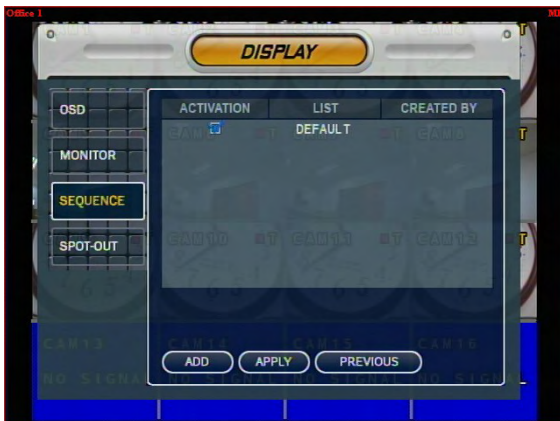 Office 1
DISPLAY
OSD
ACTIVATION LIST CREATED BY
DEFAULT
MONITOR
SEQUENCE
SPOT-OUT
CAM10 T CAM11 T CAM12 T
CAM13 CAM14 CAM15 CAM16
NO SIGNAL NO SIGNAL NO SIGNAL NO SIGNAL
ADD APPLY PREVIOUS